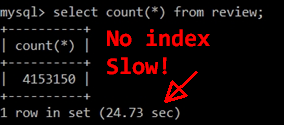 mysql> select count(*) from review;
+----------+
| count(*) |
+----------+
| 4153150 |
+----------+
1 row in set (24.73 sec)
No index
Slow!